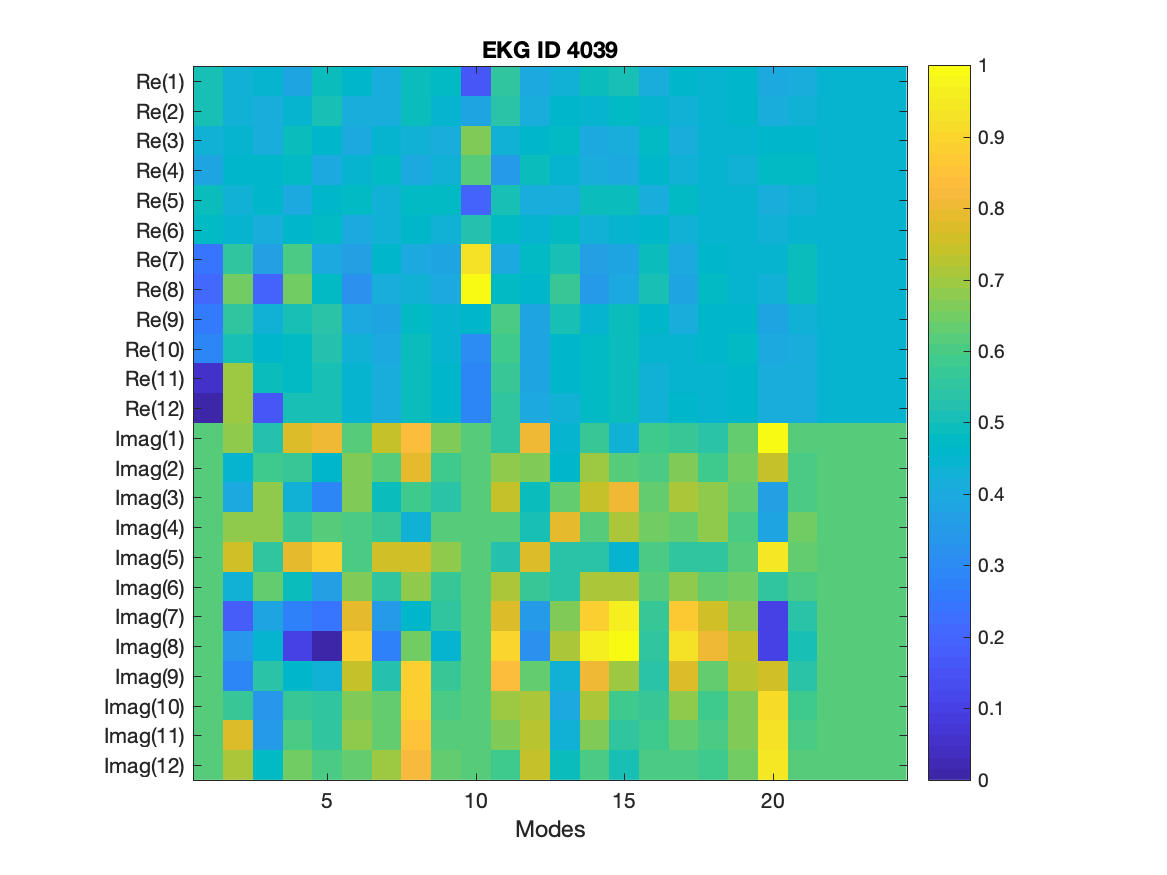 EKG ID 4039
Re(1)
Re(2)
Re(3)
Re(4)
Re(5)
Re(6)
Re(7)
Re(8)
Re(9)
Re(10)
Re(11)
Re(12)
Imag(1)
Imag(2)
Imag(3)
Imag(4)
Imag(5)
Imag(6)
Imag(7)
Imag(8)
Imag(9)
Imag(10)
Imag(11)
Imag(12)
5 10 15 20
Modes
1
0.9
0.8
0.7
0.6
0.5
0.4
0.3
0.2
0.1
0